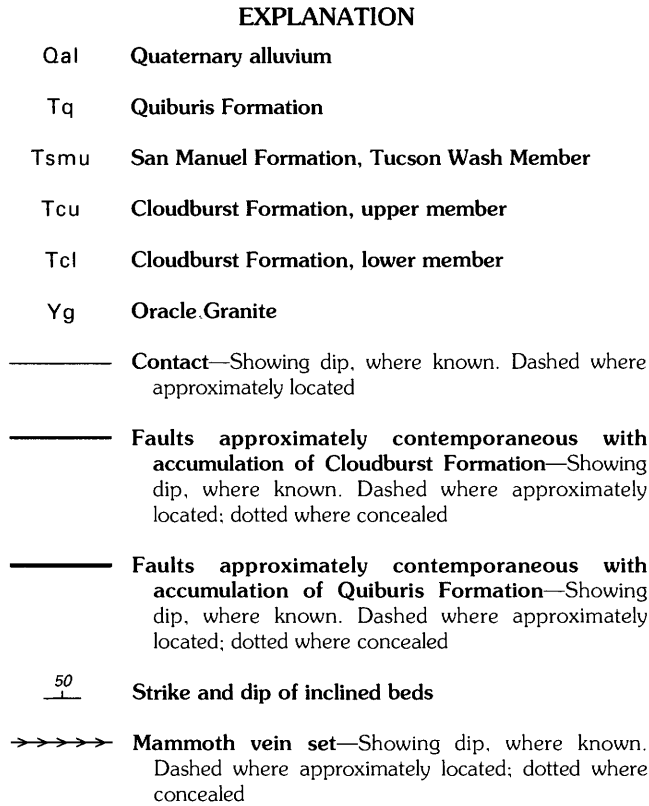 EXPLANATION
Qal Quaternary alluvium
Tq Quiburis Formation
Tsmu San Manuel Formation, Tucson Wash Member
Tcu Cloudburst Formation, upper member
Tcl Cloudburst Formation, lower member
Yg Oracle Granite
Contact—Showing dip, where known. Dashed where
approximately located
Faults approximately contemporaneous with
accumulation of Cloudburst Formation—Showing
dip, where known. Dashed where approximately
located; dotted where concealed
Faults approximately contemporaneous with
accumulation of Quiburis Formation—Showing
dip, where known. Dashed where approximately
located; dotted where concealed
50 Strike and dip of inclined beds
Mammoth vein set—Showing dip, where known.
Dashed where approximately located; dotted where
concealed